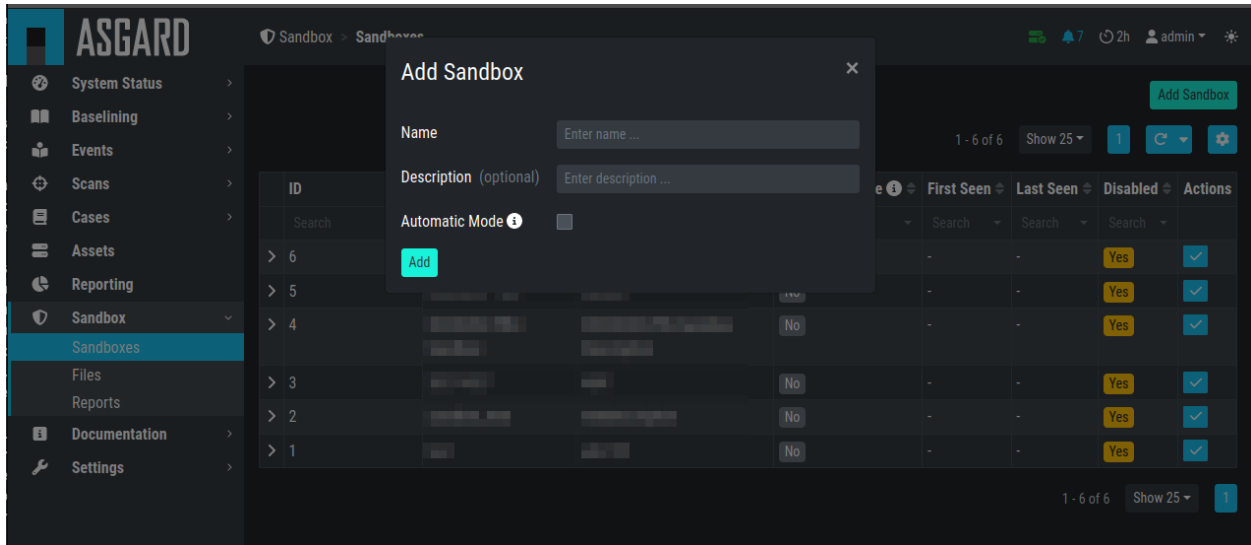 ASGARD
Sandbox > Sandboxes
7 2h admin
System Status
Baselining
Events
Scans
Cases
Assets
Reporting
Sandbox
Sandboxes
Files
Reports
Documentation
Settings
Add Sandbox
Name Enter name ...
Description (optional) Enter description ...
Automatic Mode
Add
Add Sandbox
1 - 6 of 6 Show 25 1
ID e First Seen Last Seen Disabled Actions
Search Search Search Search
6 - - Yes
5 No - - Yes
4 No - - Yes
3 No - - Yes
2 No - - Yes
1 No - - Yes
1 - 6 of 6 Show 25 1